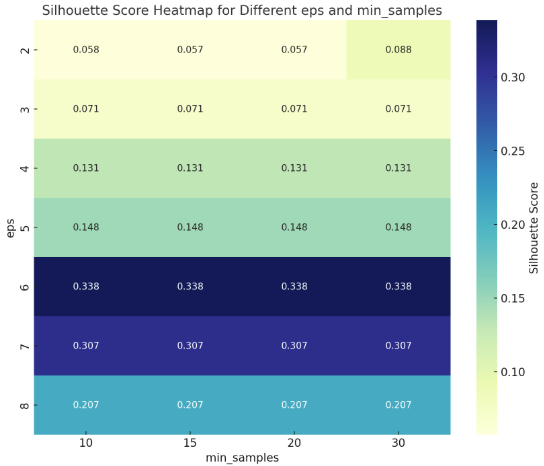 Silhouette Score Heatmap for Different eps and min_samples
2 0.058 0.057 0.057 0.088
3 0.071 0.071 0.071 0.071
4 0.131 0.131 0.131 0.131
5 0.148 0.148 0.148 0.148
6 0.338 0.338 0.338 0.338
7 0.307 0.307 0.307 0.307
8 0.207 0.207 0.207 0.207
10 15 20 30
min_samples
eps
0.30
0.25
0.20
0.15
0.10
Silhouette Score